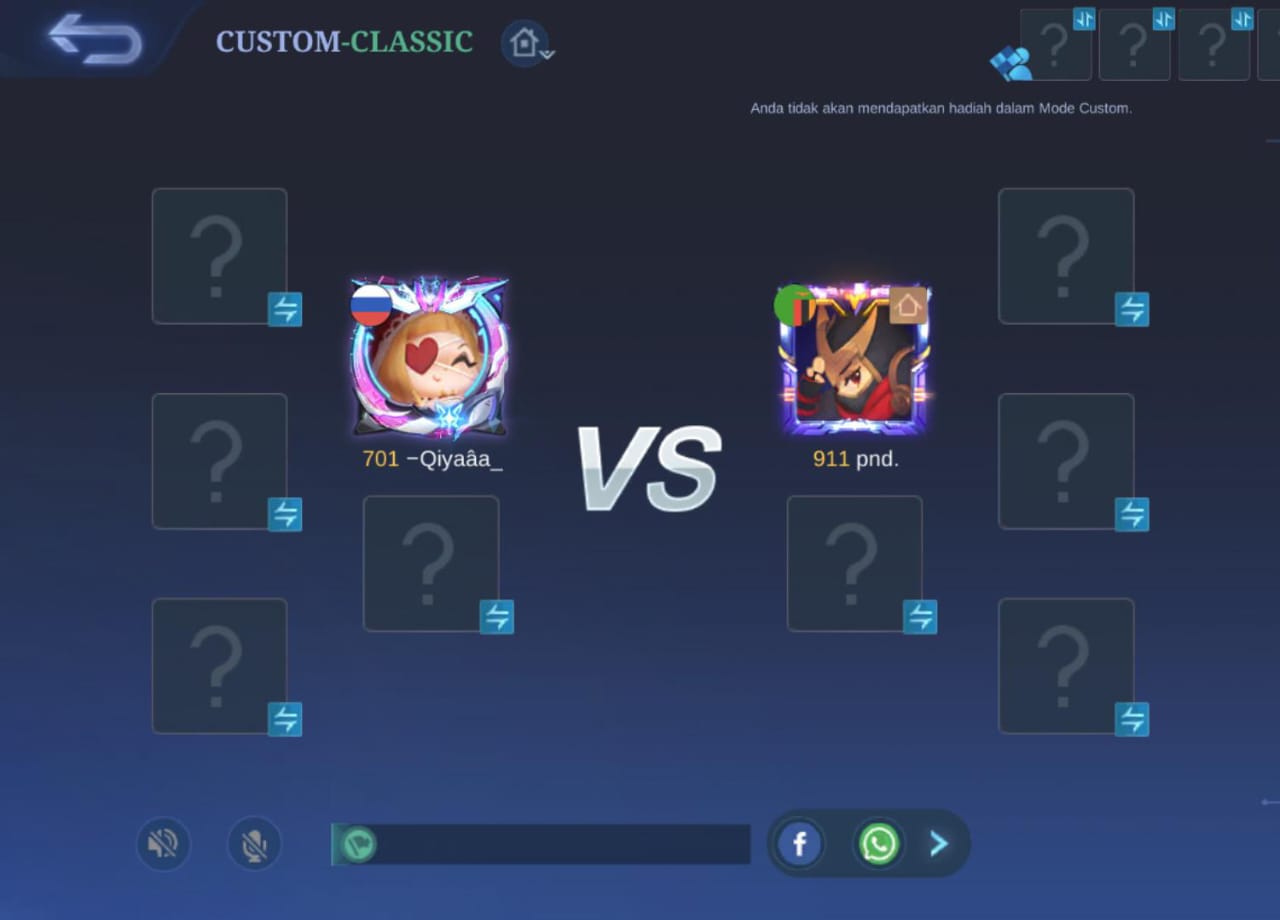 CUSTOM-CLASSIC
Anda tidak akan mendapatkan hadiah dalam Mode Custom.
701 –Qiyaâa_
911 pnd.
VS